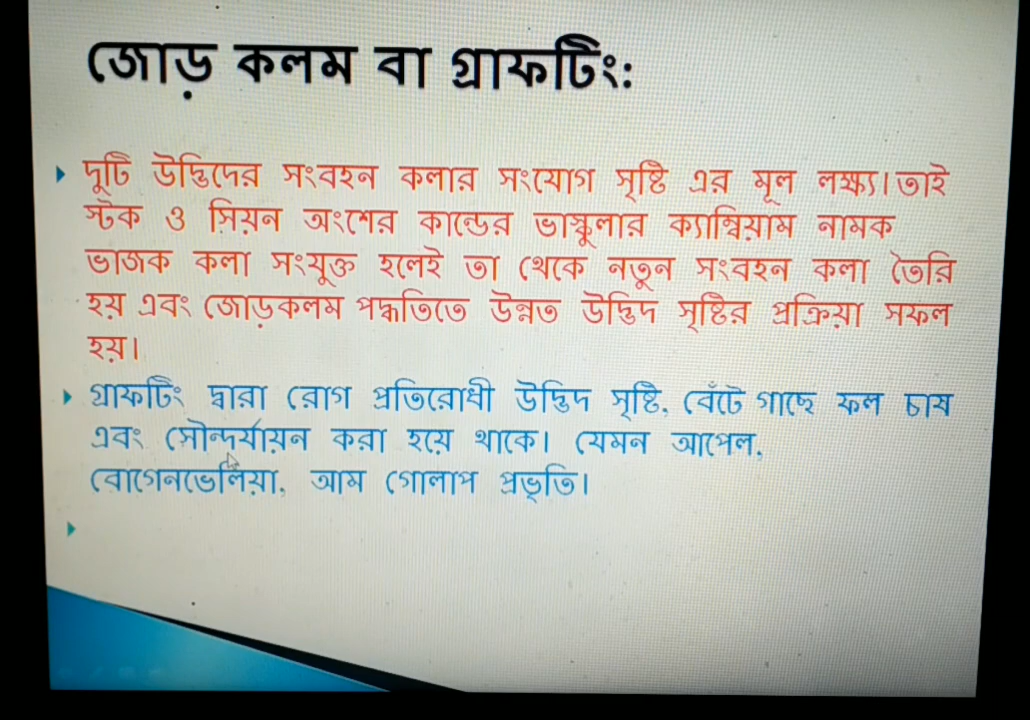 জোড় কলম বা গ্রাফটিং:
দুটি উদ্ভিদের সংবহন কলার সংযোগ সৃষ্টি এর মূল লক্ষ্য।তাই
স্টক ও সিয়ন অংশের কান্ডের ভাস্কুলার ক্যাম্বিয়াম নামক
ভাজক কলা সংযুক্ত হলেই তা থেকে নতুন সংবহন কলা তৈরি
হয় এবং জোড়কলম পদ্ধতিতে উন্নত উদ্ভিদ সৃষ্টির প্রক্রিয়া সফল
হয়।
গ্রাফটিং দ্বারা রোগ প্রতিরোধী উদ্ভিদ সৃষ্টি, বেঁটে গাছে ফল চাষ
এবং সৌন্দর্যায়ন করা হয়ে থাকে। যেমন আপেল,
বোগেনভেলিয়া, আম গোলাপ প্রভৃতি।